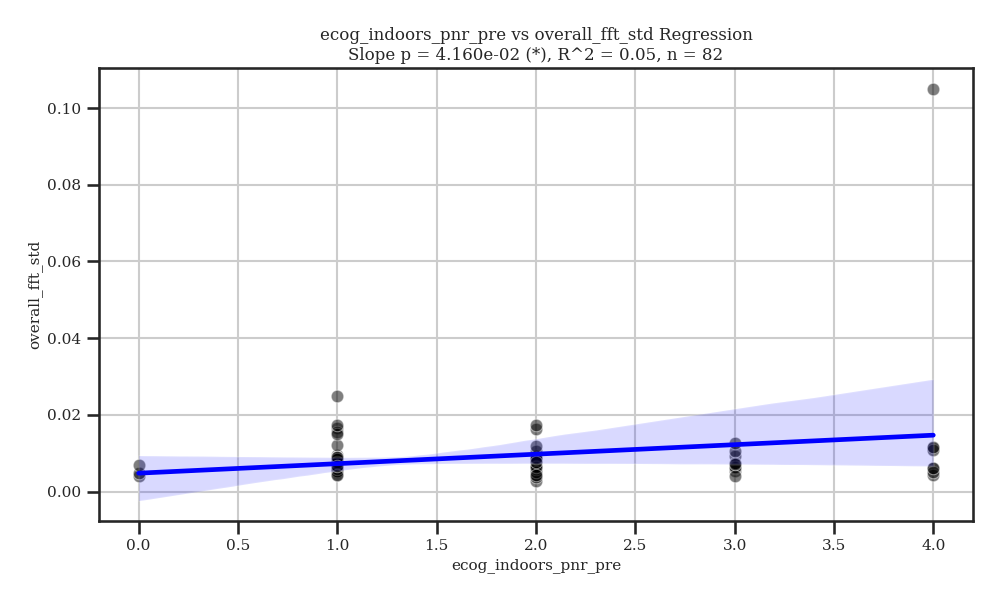 ecog_indoors_pnr_pre vs overall_fft_std Regression
Slope p = 4.160e-02 (*), R^2 = 0.05, n = 82
overall_fft_std
0.10
0.08
0.06
0.04
0.02
0.00
0.0 0.5 1.0 1.5 2.0 2.5 3.0 3.5 4.0
ecog_indoors_pnr_pre